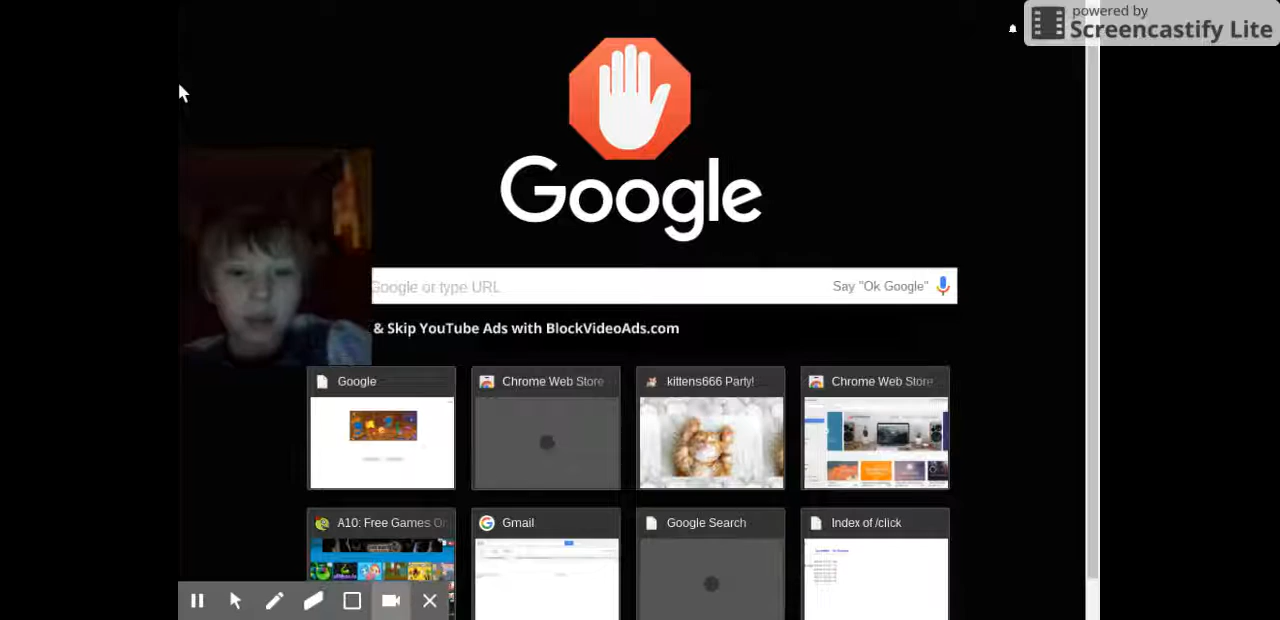 powered by
Screencastify Lite
Google
Google or type URL
Say "Ok Google"
& Skip YouTube Ads with BlockVideoAds.com
Google
Chrome Web Store
kittens666 Party!
Chrome Web Store
A10: Free Games On
Gmail
Google Search
Index of /click